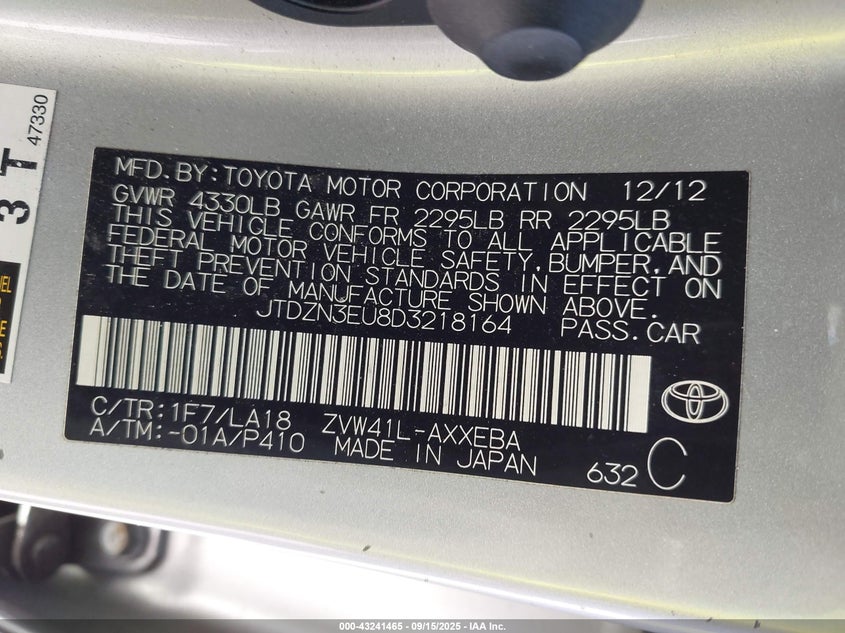 3 T
47330
MFD.BY:TOYOTA MOTOR CORPORATION 12/12
GVWR 4330LB GAWR FR 2295LB RR 2295LB
THIS VEHICLE CONFORMS TO ALL APPLICABLE
FEDERAL MOTOR VEHICLE SAFETY,BUMPER,AND
THEFT PREVENTION STANDARDS IN EFFECT ON
THE DATE OF MANUFACTURE SHOWN ABOVE.
JTDZN3EU8D3218164 PASS.CAR
C/TR:1F7/LA18 ZVW41L-AXXEBA
A/TM:-01A/P410 MADE IN JAPAN
632 C
000-43241465 - 09/15/2025 - IAA Inc.